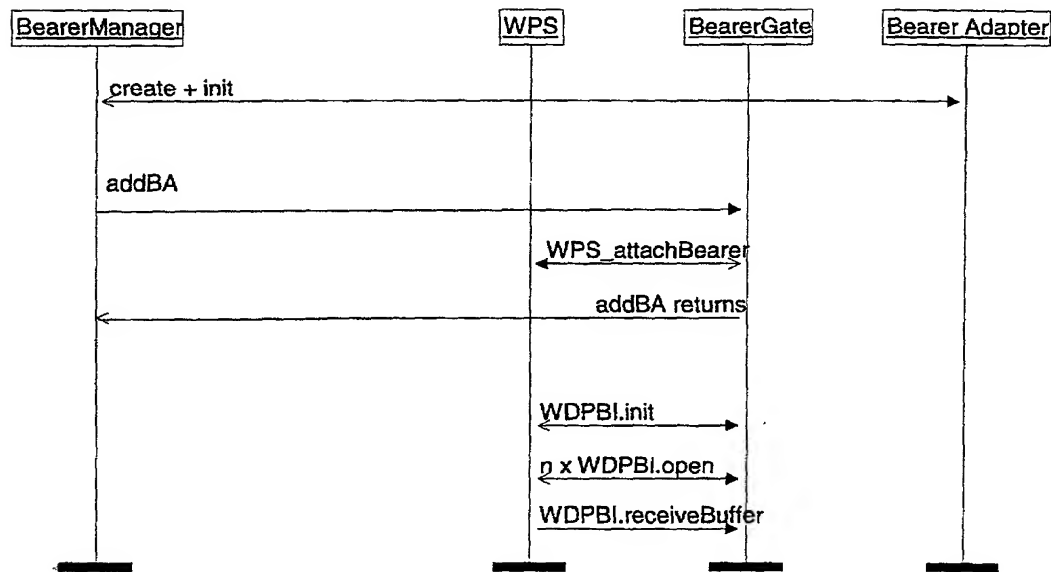 BearerManager
WPS
BearerGate
Bearer Adapter
create + init
addBA
WPS_attachBearer
addBA returns
WDPBI.init
n x WDPBI.open
WDPBI.receiveBuffer